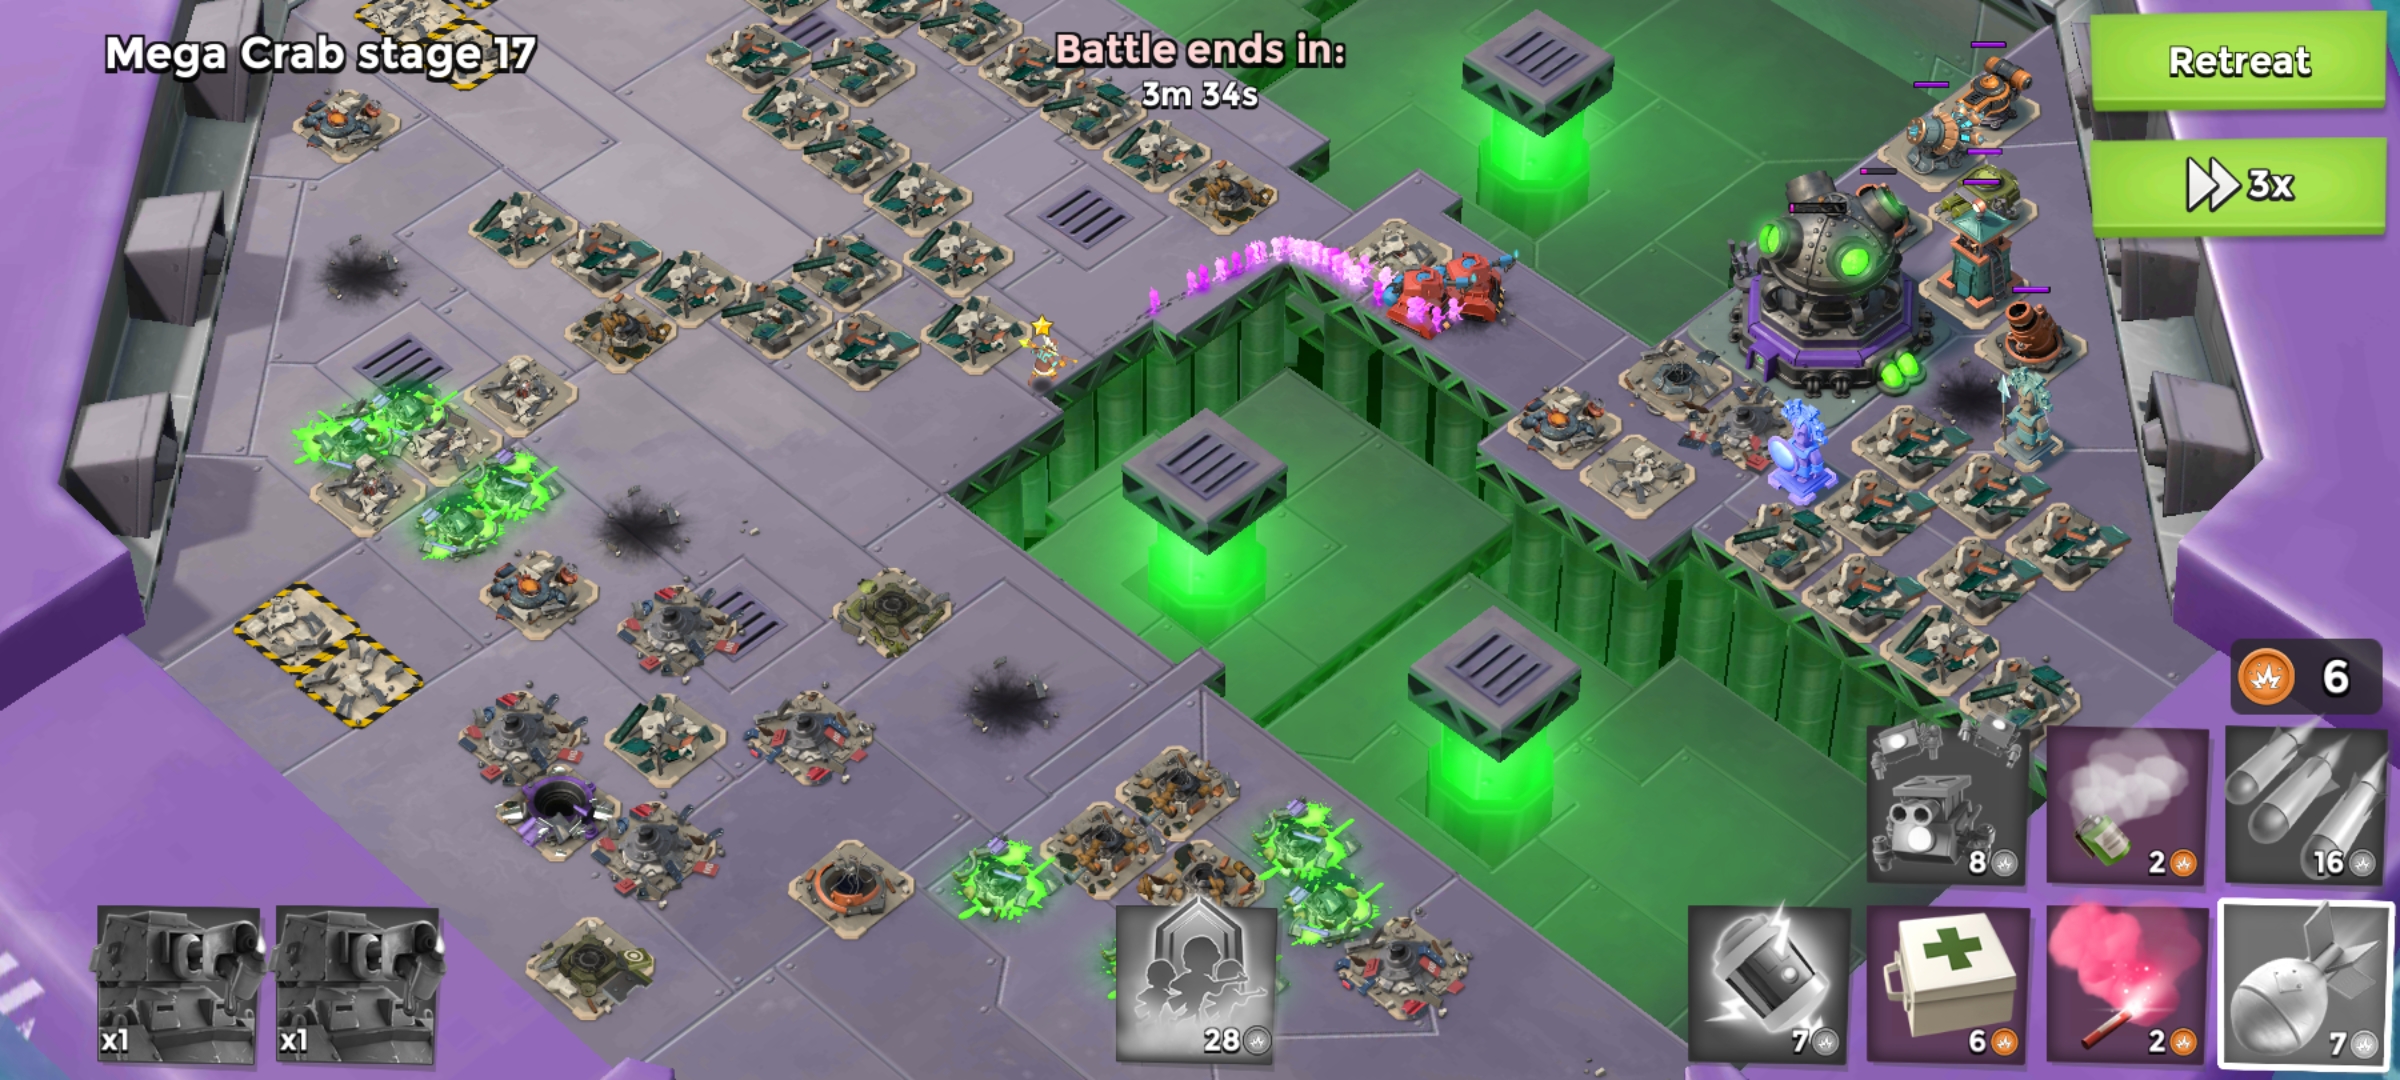 Mega Crab stage 17
Battle ends in:
3m 34s
Retreat
3x
6
8
2
16
x1
x1
28
7
6
2
7